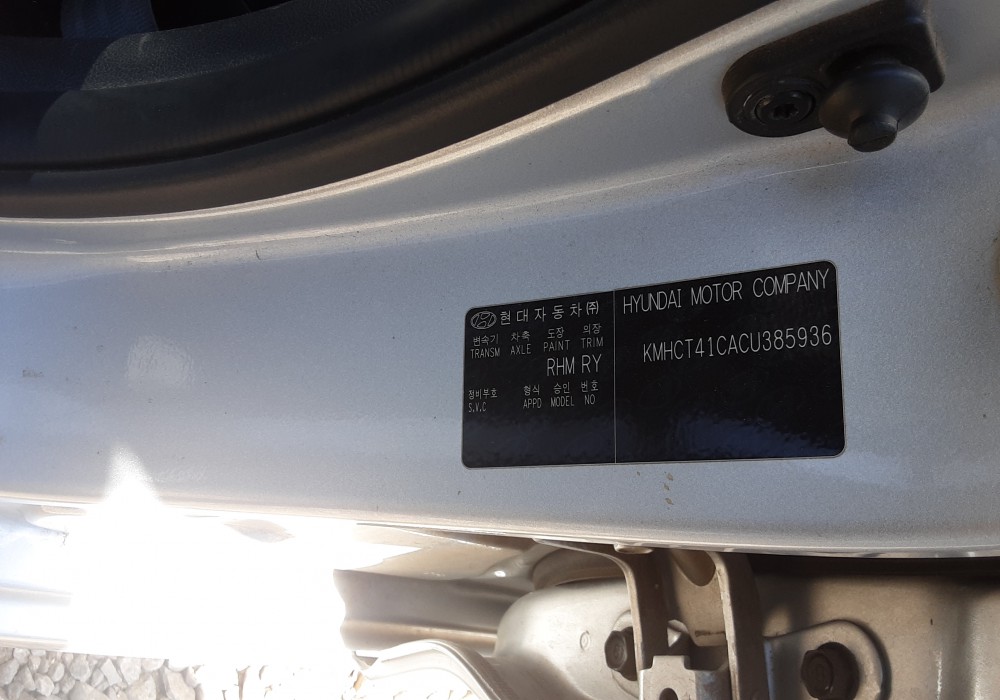 현대자동차㈜
변속기 차축 도장 의장
TRANSM AXLE PAINT TRIM
RHM RY
정비부호 형식 승인 번호
S.V.C APPD MODEL NO
HYUNDAI MOTOR COMPANY
KMHCT41CACU385936